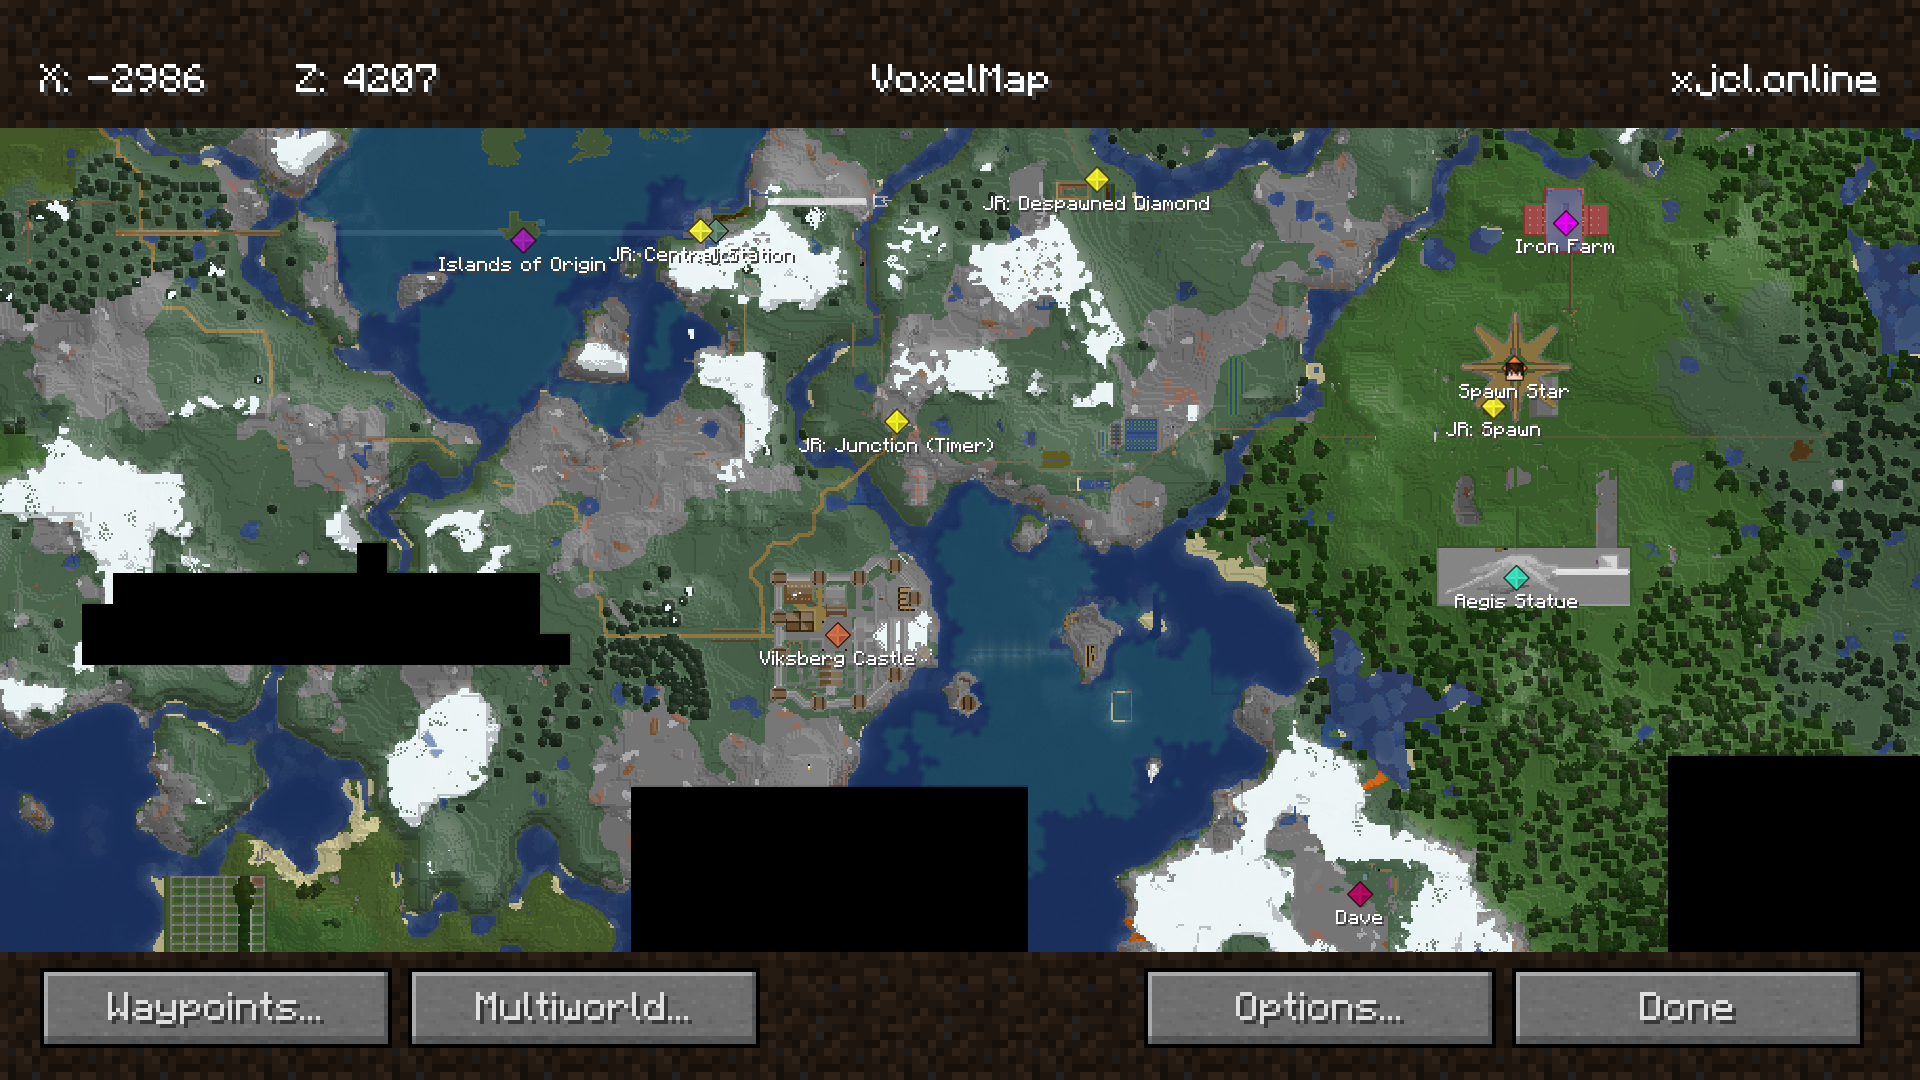 X: -2986 Z: 4207 VoxelMap x.jcl.online
JR: Despawned Diamond
Iron Farm
Islands of Origin
JR: Central Station
Spawn Star
JR: Spawn
JR: Junction (Timer)
Aegis Statue
Viksberg Castle
Dave
Waypoints... Multiworld... Options... Done